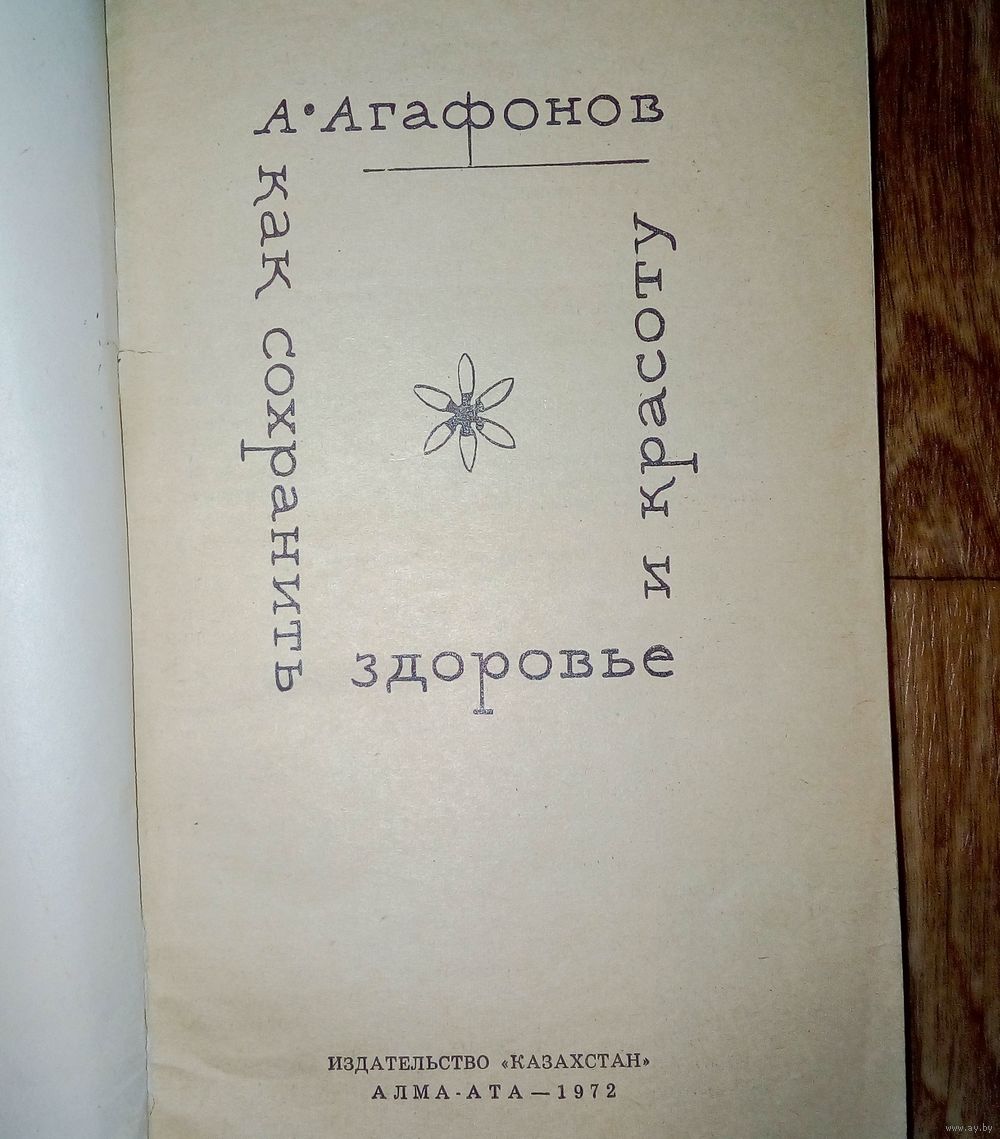 А. Агафонов
как сохранить
здоровье
и красоту
ИЗДАТЕЛЬСТВО «КАЗАХСТАН»
АЛМА-АТА — 1972
www.ay.by